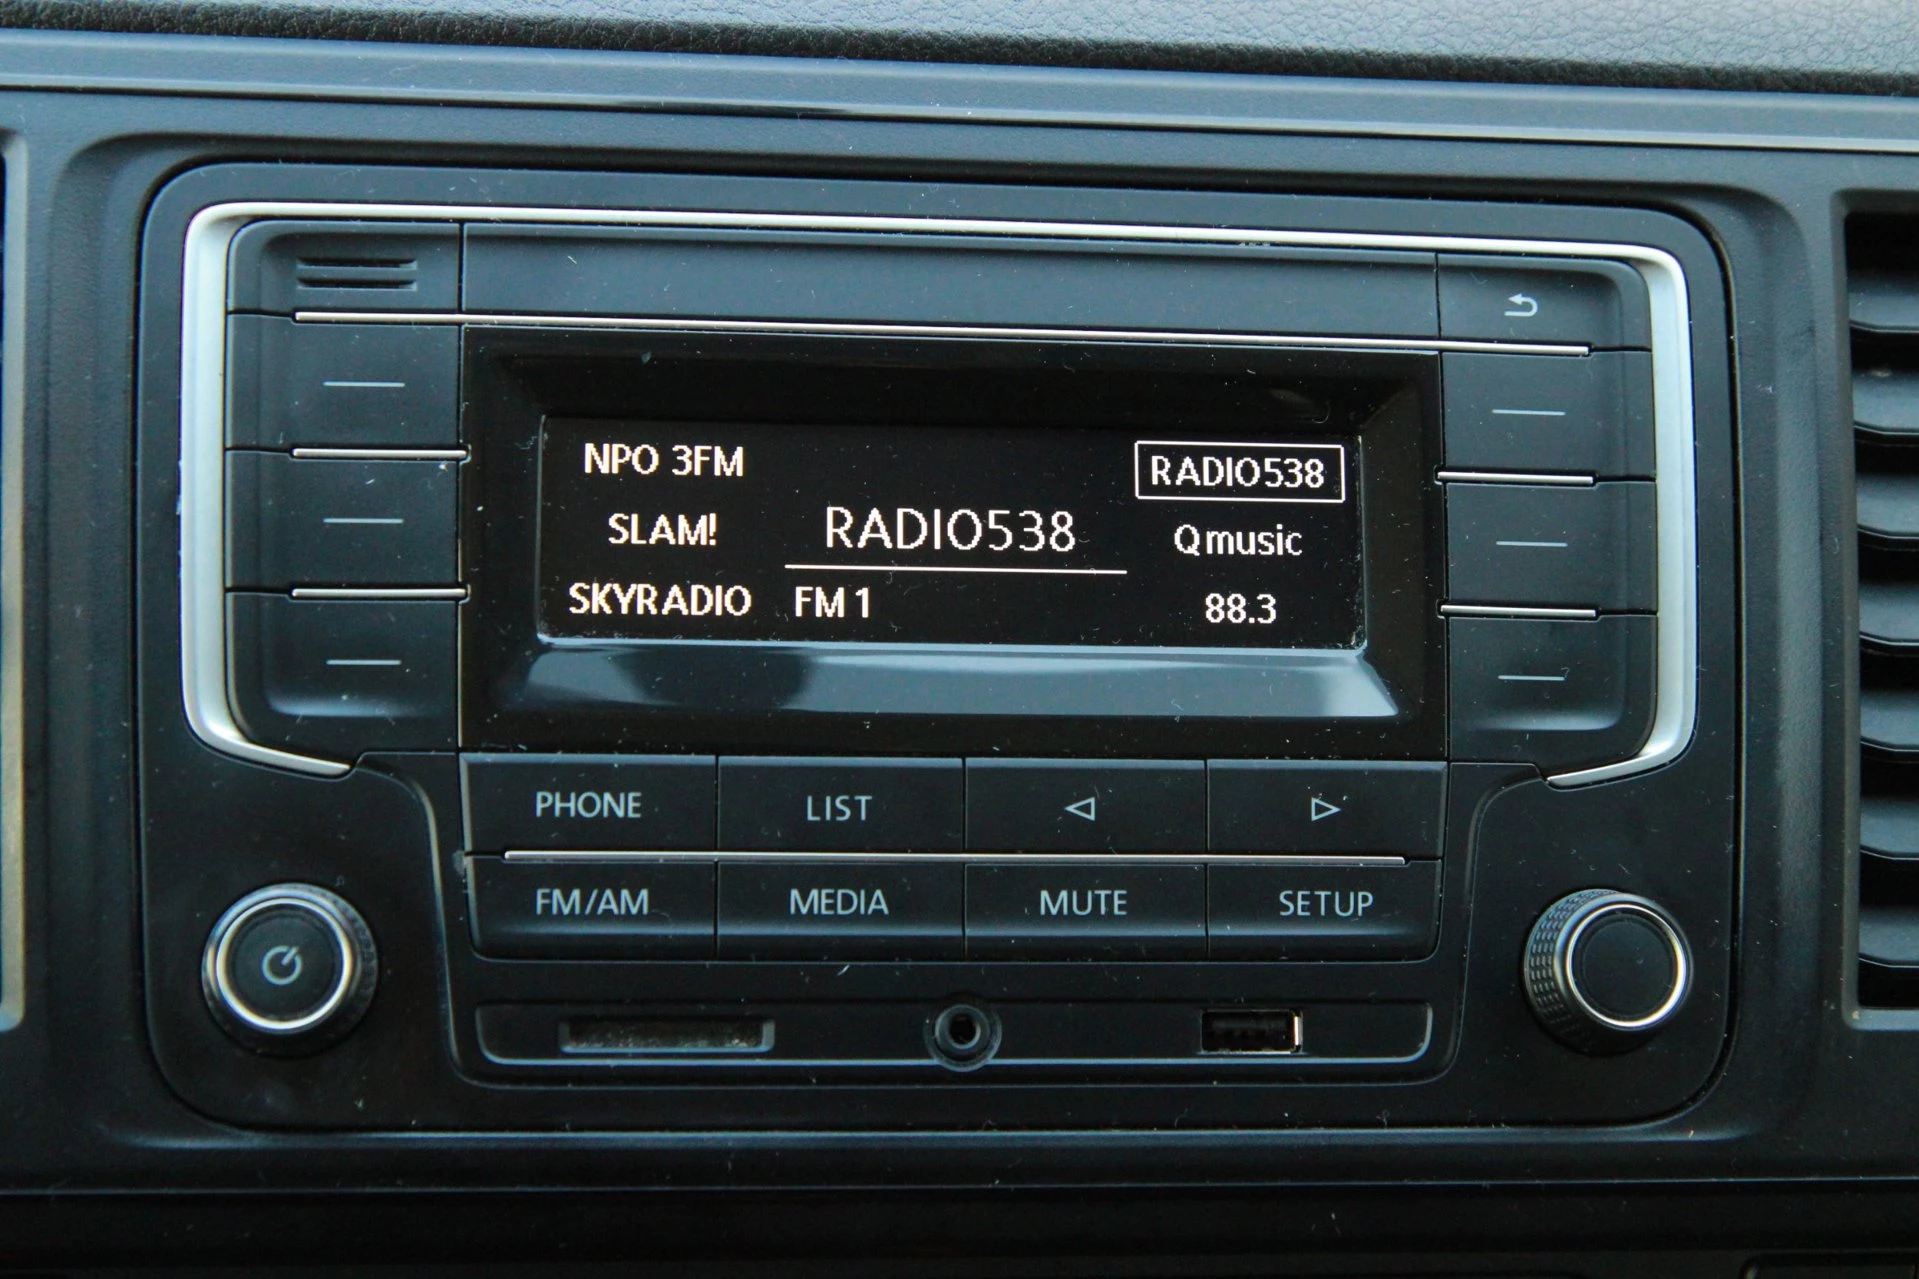 NPO 3FM
SLAM!
SKYRADIO
RADIO538
FM 1
RADIO538
Qmusic
88.3
PHONE
LIST
FM/AM
MEDIA
MUTE
SETUP